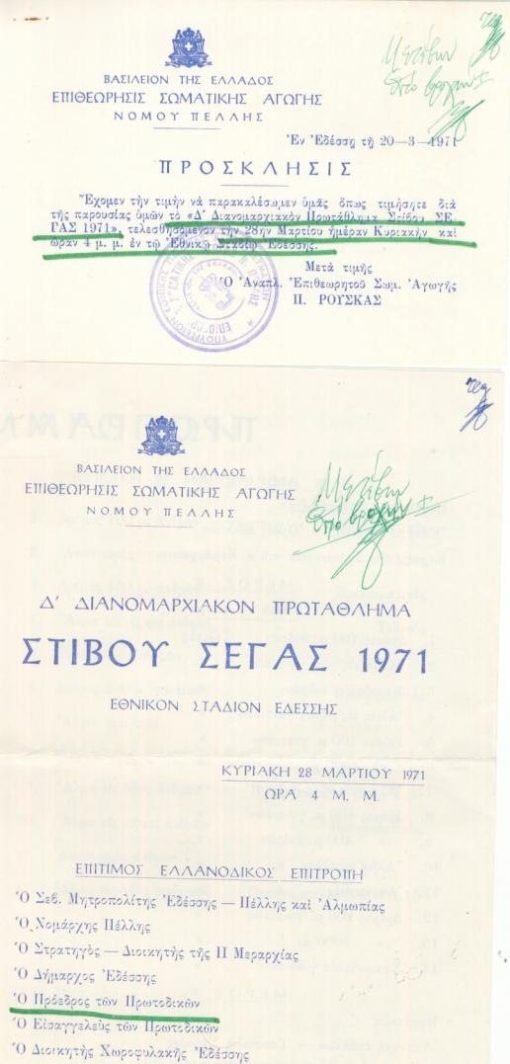 ΒΑΣΙΛΕΙΟΝ ΤΗΣ ΕΛΛΑΔΟΣ
ΕΠΙΘΕΩΡΗΣΙΣ ΣΩΜΑΤΙΚΗΣ ΑΓΩΓΗΣ
ΝΟΜΟΥ ΠΕΛΛΗΣ
Ἐν Ἐδέσσῃ τῇ 20—3—1971
ΠΡΟΣΚΛΗΣΙΣ
Ἔχομεν τὴν τιμὴν νὰ παρακαλέσωμεν ὑμᾶς ὅπως τιμήσητε διὰ
τῆς παρουσίας ὑμῶν τὸ «Δ' Διανομαρχιακὸν Πρωτάθλημα Στίβου ΣΕ-
ΓΑΣ 1971», τελεσθησόμενον τὴν 28ην Μαρτίου ἡμέραν Κυριακὴν καὶ
ὥραν 4 μ. μ. ἐν τῷ Ἐθνικῷ Σταδίῳ Ἐδέσσης.
Μετὰ τιμῆς
Ὁ Ἀναπλ. Ἐπιθεωρητοῦ Σωμ. Ἀγωγῆς
Π. ΡΟΥΣΚΑΣ
ΒΑΣΙΛΕΙΟΝ ΤΗΣ ΕΛΛΑΔΟΣ
ΕΠΙΘΕΩΡΗΣΙΣ ΣΩΜΑΤΙΚΗΣ ΑΓΩΓΗΣ
ΝΟΜΟΥ ΠΕΛΛΗΣ
Δ' ΔΙΑΝΟΜΑΡΧΙΑΚΟΝ ΠΡΩΤΑΘΛΗΜΑ
ΣΤΙΒΟΥ ΣΕΓΑΣ 1971
ΕΘΝΙΚΟΝ ΣΤΑΔΙΟΝ ΕΔΕΣΣΗΣ
ΚΥΡΙΑΚΗ 28 ΜΑΡΤΙΟΥ 1971
ΩΡΑ 4 Μ. Μ.
ΕΠΙΤΙΜΟΣ ΕΛΛΑΝΟΔΙΚΟΣ ΕΠΙΤΡΟΠΗ
Ὁ Σεβ. Μητροπολίτης Ἐδέσσης — Πέλλης καὶ Ἀλμωπίας
Ὁ Νομάρχης Πέλλης
Ὁ Στρατηγὸς — Διοικητὴς τῆς ΙΙ Μεραρχίας
Ὁ Δήμαρχος Ἐδέσσης
Ὁ Πρόεδρος τῶν Πρωτοδικῶν
Ὁ Εἰσαγγελεὺς τῶν Πρωτοδικῶν
Ὁ Διοικητὴς Χωροφυλακῆς Ἐδέσσης